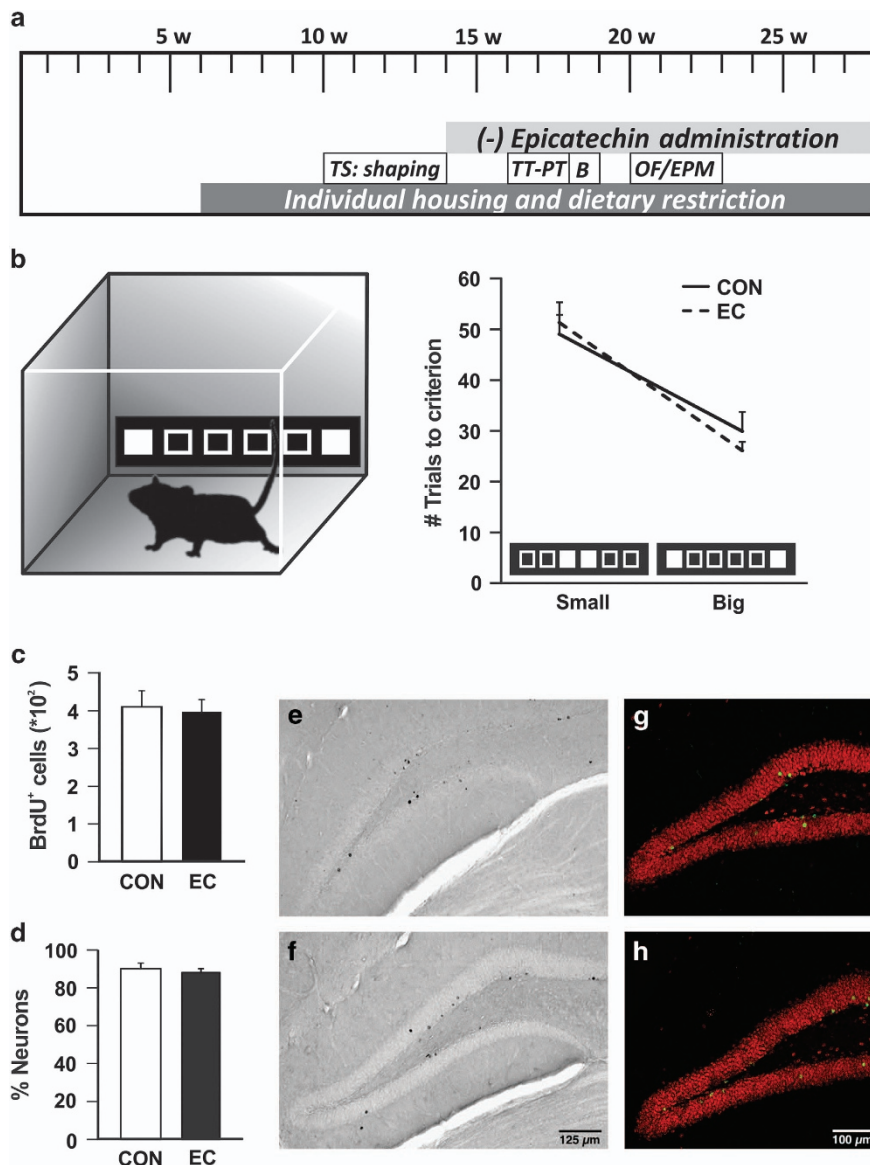 a
5 w 10 w 15 w 20 w 25 w
(-) Epicatechin administration
TS: shaping TT-PT B OF/EPM
Individual housing and dietary restriction
b
# Trials to criterion
60
50
40
30
20
10
0
CON
EC
Small Big
c
BrdU⁺ cells (*10²)
5
4
3
2
1
0
CON EC
d
% Neurons
100
80
60
40
20
0
CON EC
e
f
125 µm
g
h
100 µm